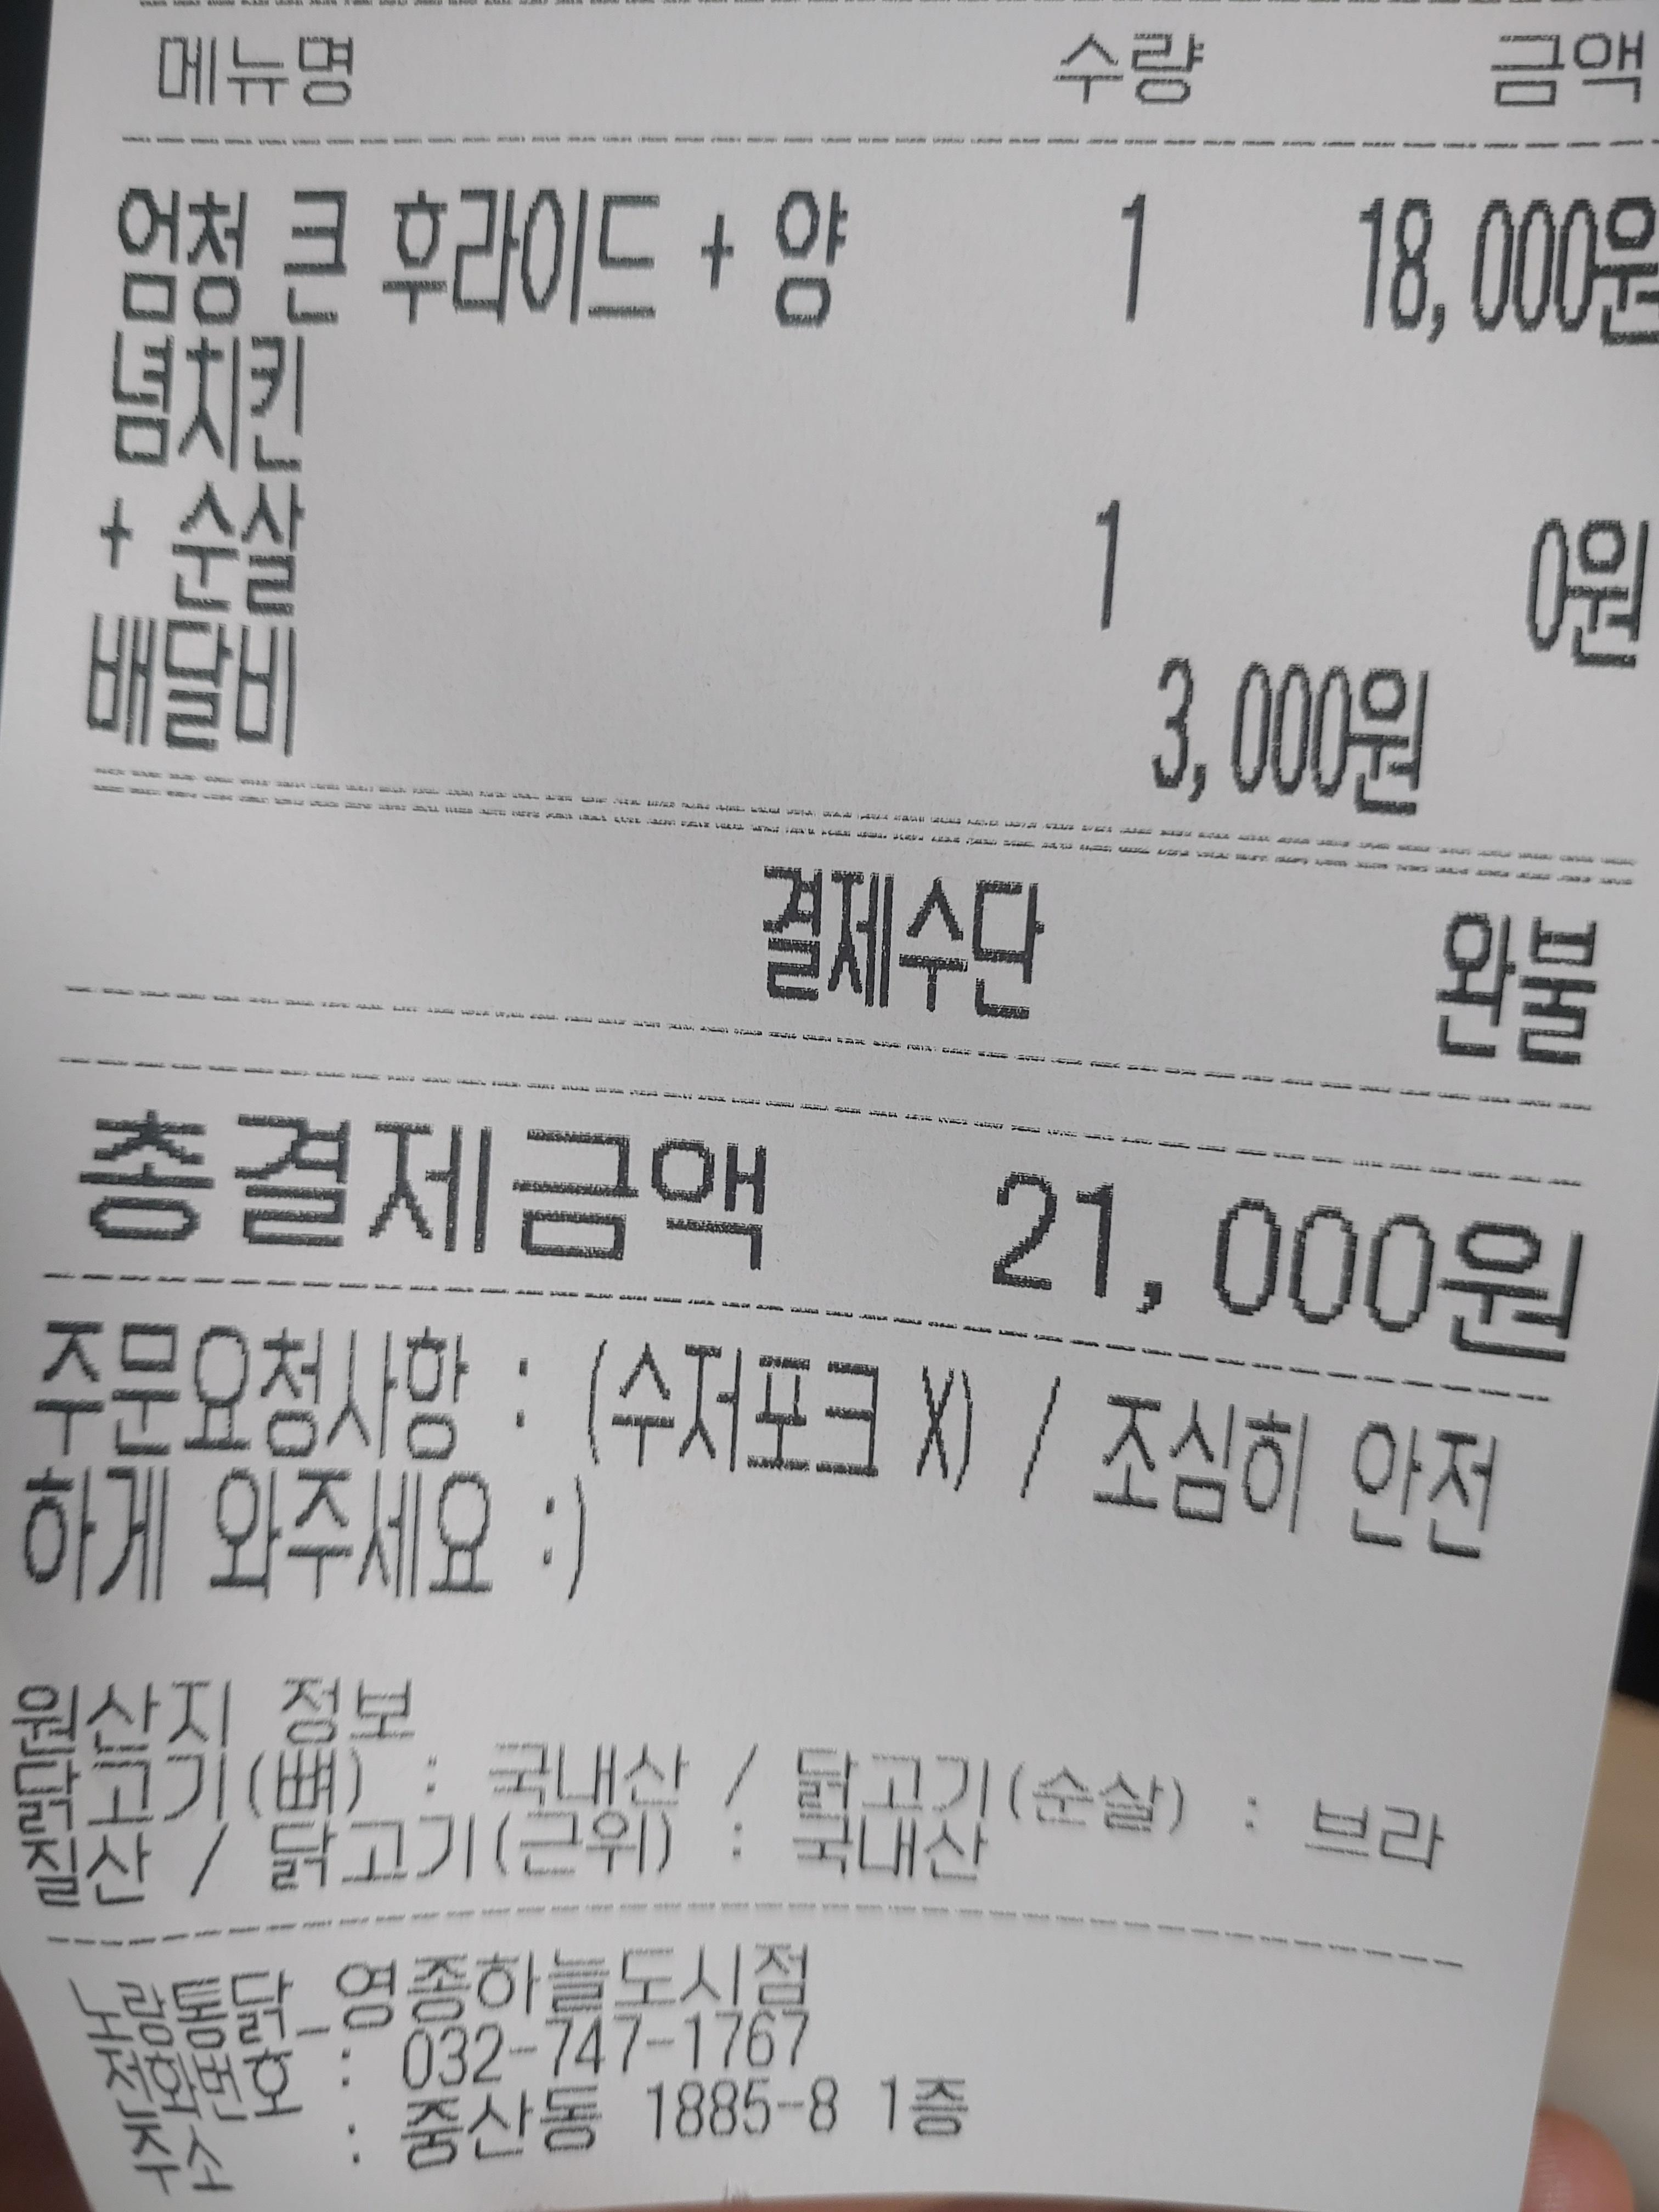 메뉴명 수량 금액
엄청 큰 후라이드 + 양 1 18,000원
념치킨
+ 순살 1 0원
배달비 3,000원
결제수단 완불
총결제금액 21,000원
주문요청사항 : (수저포크 X) / 조심히 안전
하게 와주세요 :)
원산지 정보
닭고기(뼈) : 국내산 / 닭고기(순살) : 브라
질산 / 닭고기(근위) : 국내산
노랑통닭_영종하늘도시점
전화번호 : 032-747-1767
주소 : 중산동 1885-8 1층